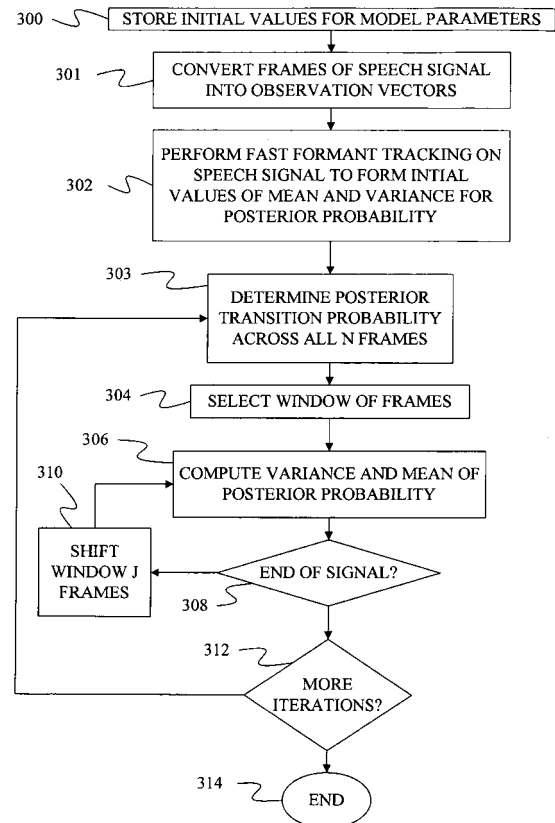 300
STORE INITIAL VALUES FOR MODEL PARAMETERS
301
CONVERT FRAMES OF SPEECH SIGNAL
INTO OBSERVATION VECTORS
302
PERFORM FAST FORMANT TRACKING ON
SPEECH SIGNAL TO FORM INTIAL
VALUES OF MEAN AND VARIANCE FOR
POSTERIOR PROBABILITY
303
DETERMINE POSTERIOR
TRANSITION PROBABILITY
ACROSS ALL N FRAMES
304
SELECT WINDOW OF FRAMES
306
COMPUTE VARIANCE AND MEAN OF
POSTERIOR PROBABILITY
310
SHIFT
WINDOW J
FRAMES
END OF SIGNAL?
308
312
MORE
ITERATIONS?
314
END